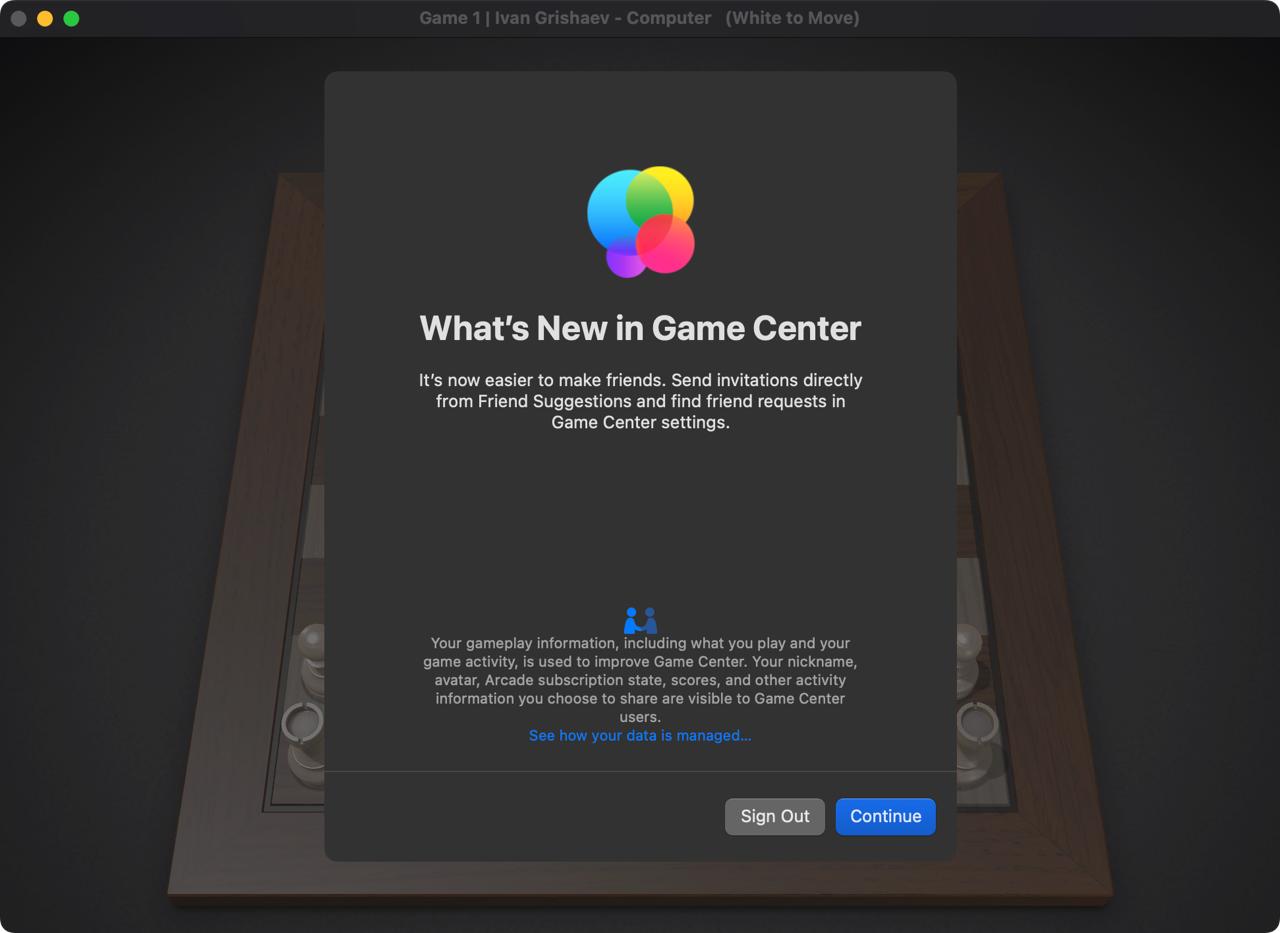 Game 1 | Ivan Grishaev - Computer (White to Move)
What's New in Game Center
It's now easier to make friends. Send invitations directly
from Friend Suggestions and find friend requests in
Game Center settings.
Your gameplay information, including what you play and your
game activity, is used to improve Game Center. Your nickname,
avatar, Arcade subscription state, scores, and other activity
information you choose to share are visible to Game Center
users.
See how your data is managed...
Sign Out
Continue